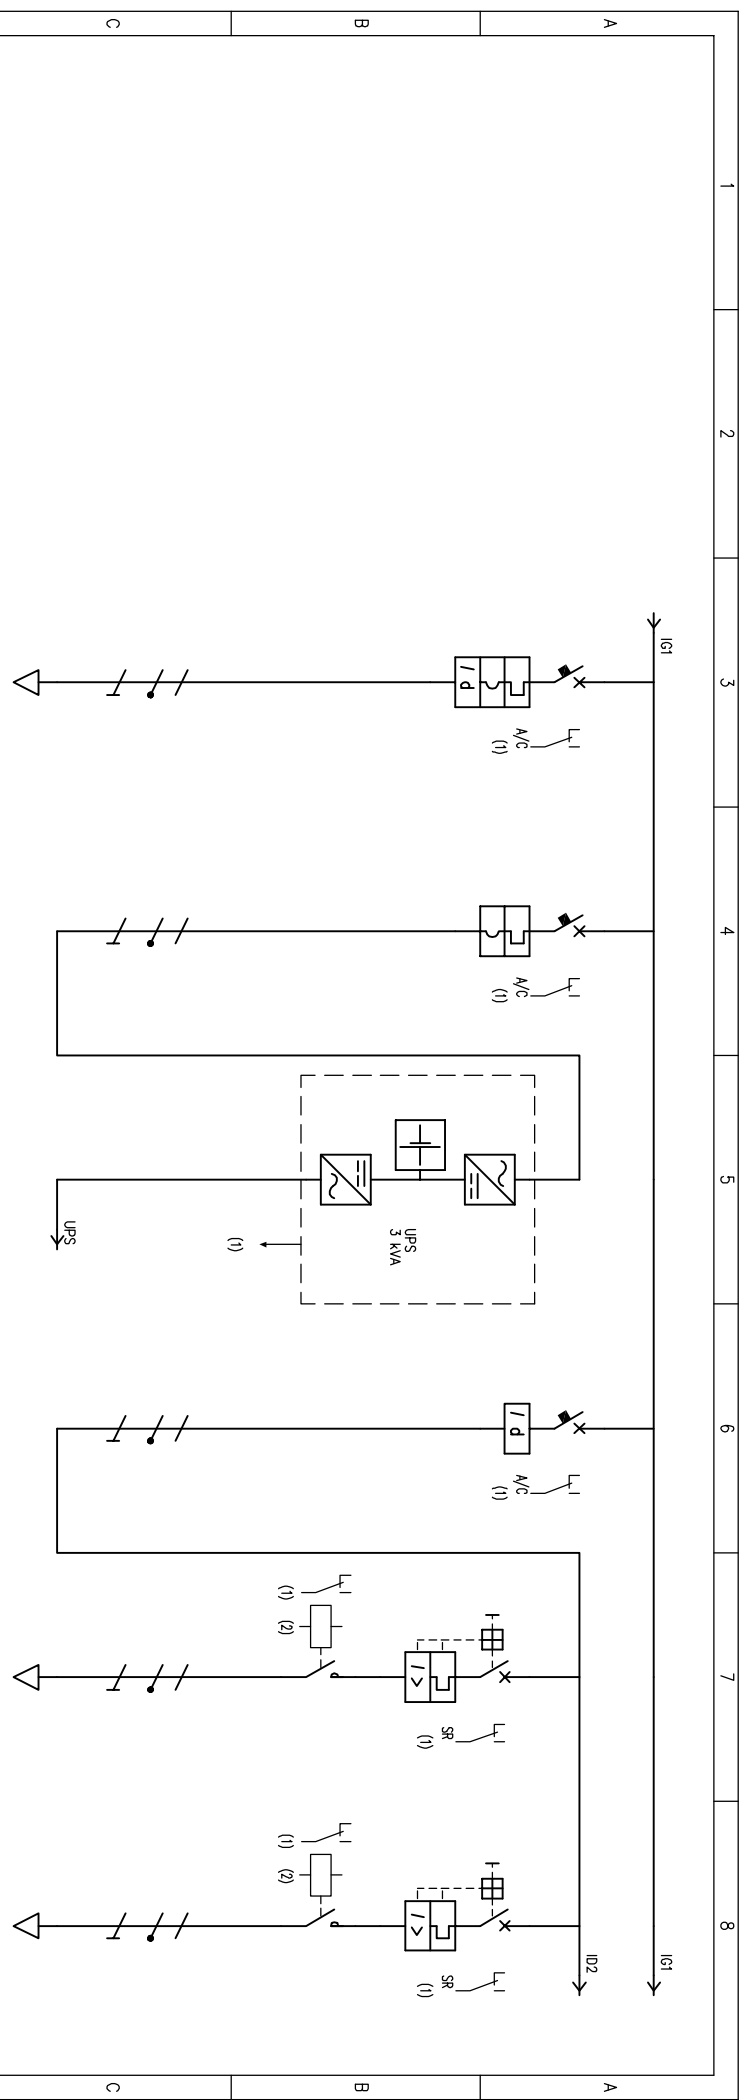 1
2
3
4
5
6
7
8
A
B
C
IG1
IG1
ID2
A/C
(1)
I d
A/C
(1)
UPS
3 kVA
(1)
UPS
A/C
(1)
I d
SR
(1)
I >
(1)
(2)
SR
(1)
I >
(1)
(2)
A
B
C